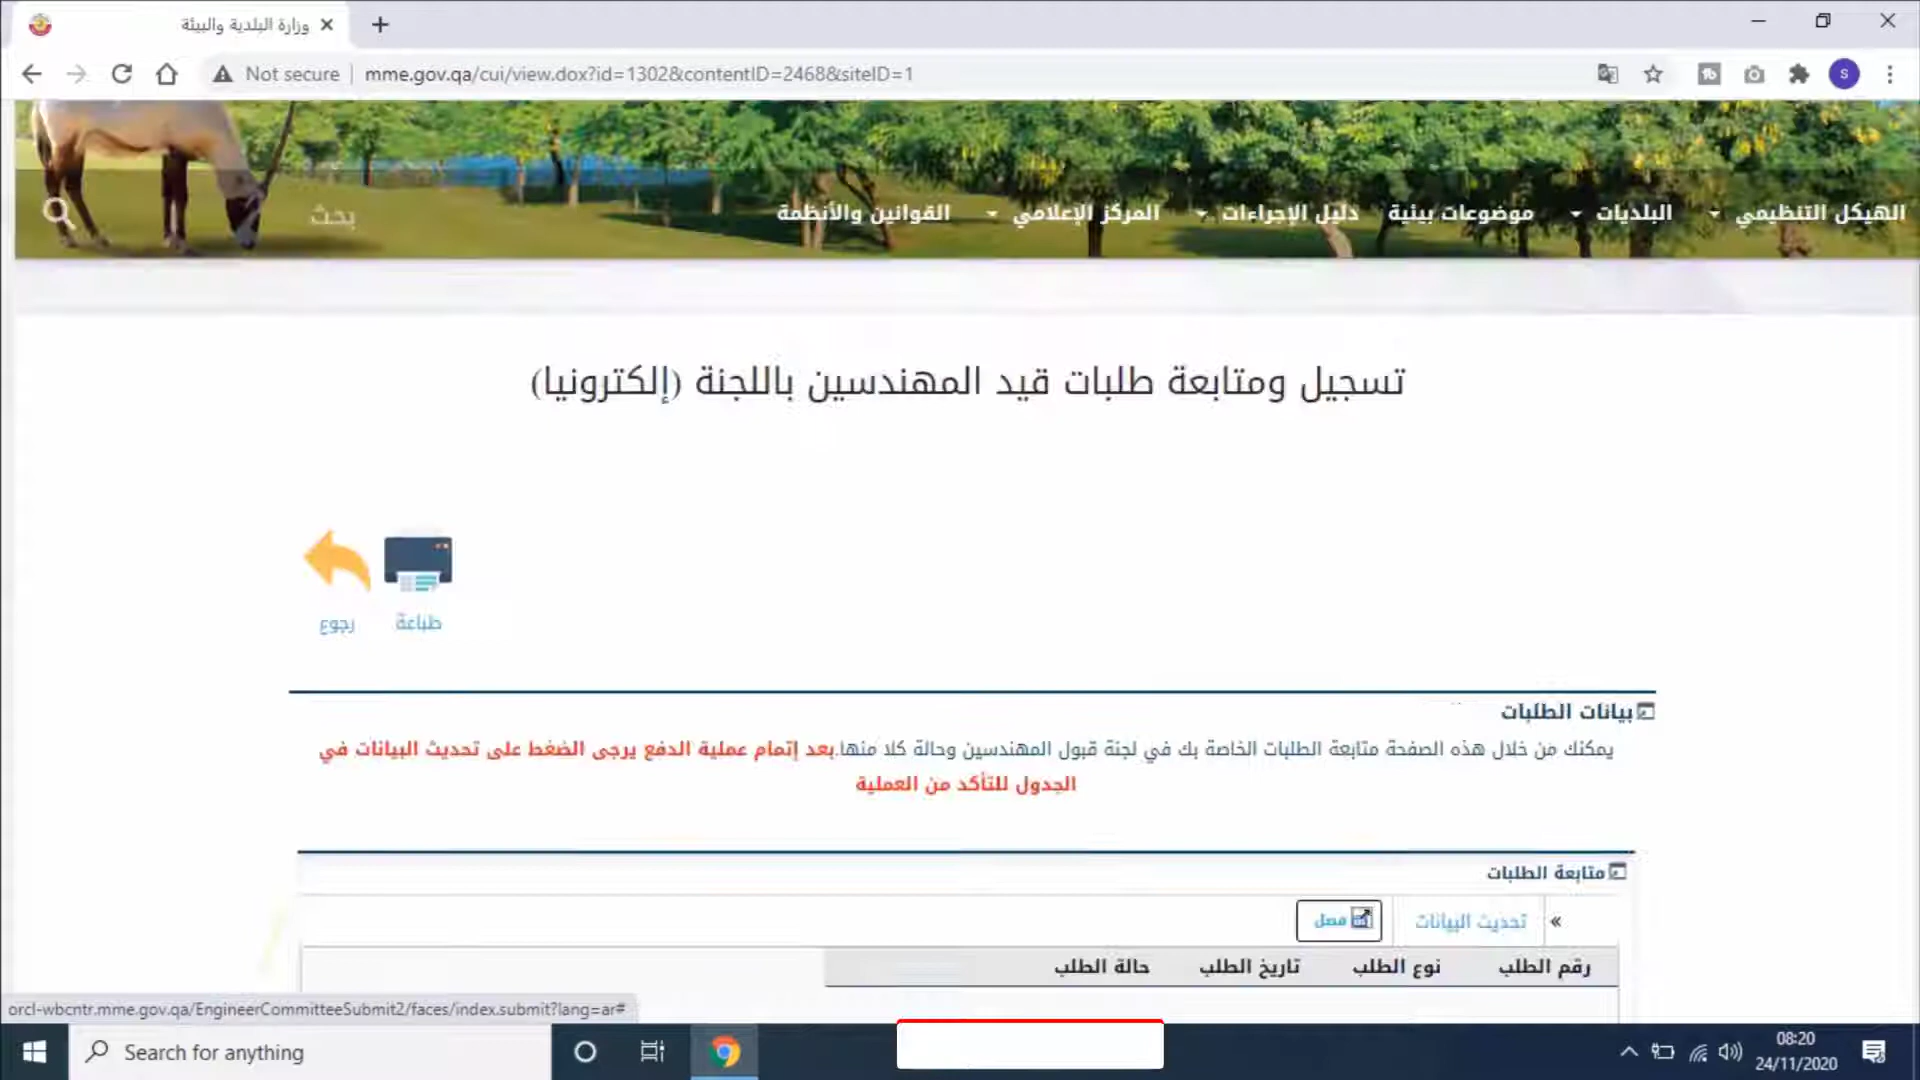 وزارة البلدية والبيئة
Not secure
mme.gov.qa/cui/view.dox?id=1302&contentID=2468&siteID=1
S
الهيكل التنظيمي البلديات موضوعات بيئية دليل الإجراءات المركز الإعلامي القوانين والأنظمة بحث
تسجيل ومتابعة طلبات قيد المهندسين باللجنة (إلكترونيا)
طباعة رجوع
بيانات الطلبات
يمكنك من خلال هذه الصفحة متابعة الطلبات الخاصة بك في لجنة قبول المهندسين وحالة كلا منها.بعد إتمام عملية الدفع يرجى الضغط على تحديث البيانات في
الجدول للتأكد من العملية
متابعة الطلبات
» تحديث البيانات فصل
رقم الطلب نوع الطلب تاريخ الطلب حالة الطلب
orcl-wbcntr.mme.gov.qa/EngineerCommitteeSubmit2/faces/index.submit?lang=ar#
Search for anything
08:20
24/11/2020